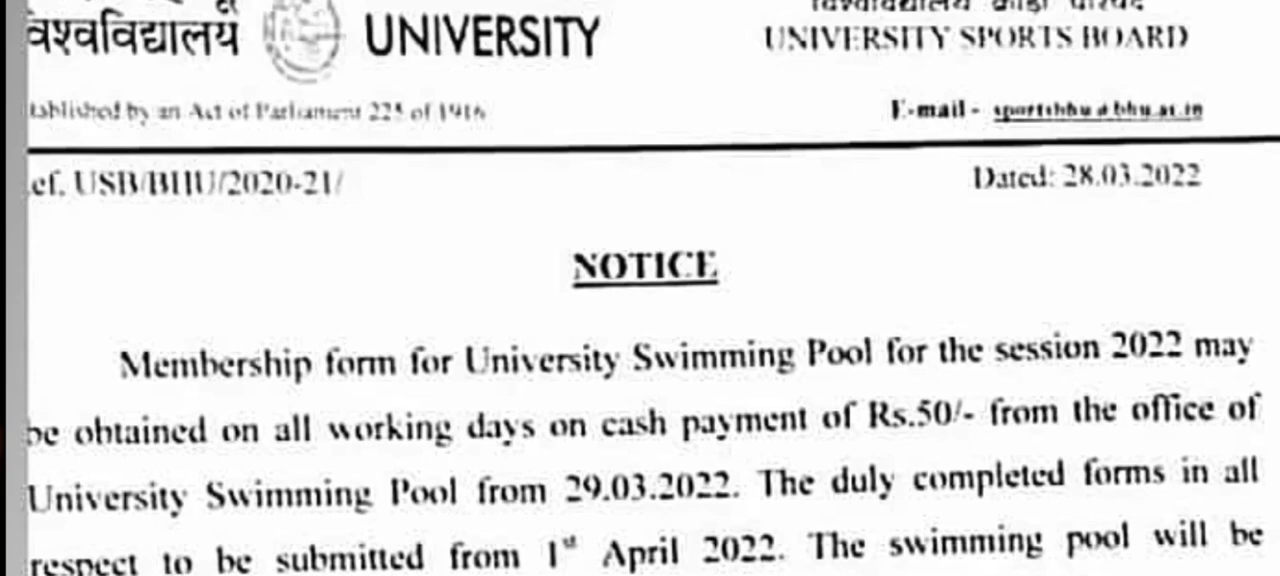 विश्वविद्यालय UNIVERSITY
UNIVERSITY SPORTS BOARD
tablished by an Act of Parliament 225 of 1916
E-mail - sportsbhu@bhu.ac.in
ef. USB/BHU/2020-21/
Dated: 28.03.2022
NOTICE
Membership form for University Swimming Pool for the session 2022 may
be obtained on all working days on cash payment of Rs.50/- from the office of
University Swimming Pool from 29.03.2022. The duly completed forms in all
respect to be submitted from 1st April 2022. The swimming pool will be